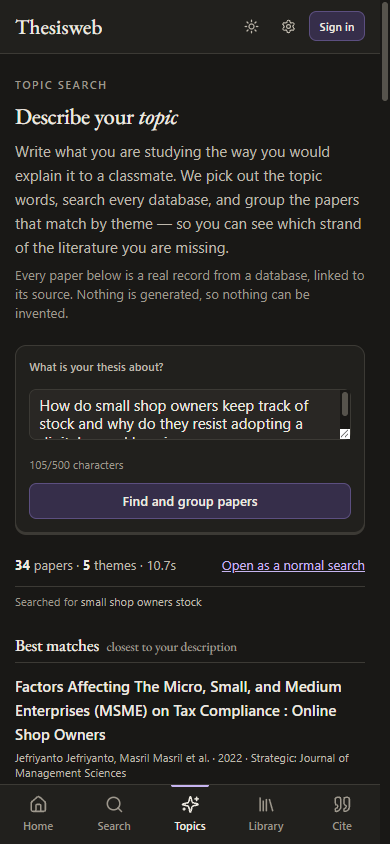 Thesisweb
Sign in
TOPIC SEARCH
Describe your topic
Write what you are studying the way you would
explain it to a classmate. We pick out the topic
words, search every database, and group the papers
that match by theme — so you can see which strand
of the literature you are missing.
Every paper below is a real record from a database, linked to
its source. Nothing is generated, so nothing can be
invented.
What is your thesis about?
How do small shop owners keep track of
stock and why do they resist adopting a
105/500 characters
Find and group papers
34 papers · 5 themes · 10.7s
Open as a normal search
Searched for small shop owners stock
Best matches closest to your description
Factors Affecting The Micro, Small, and Medium
Enterprises (MSME) on Tax Compliance : Online
Shop Owners
Jefriyanto Jefriyanto, Masril Masril et al. · 2022 · Strategic: Journal of
Management Sciences
Home
Search
Topics
Library
Cite